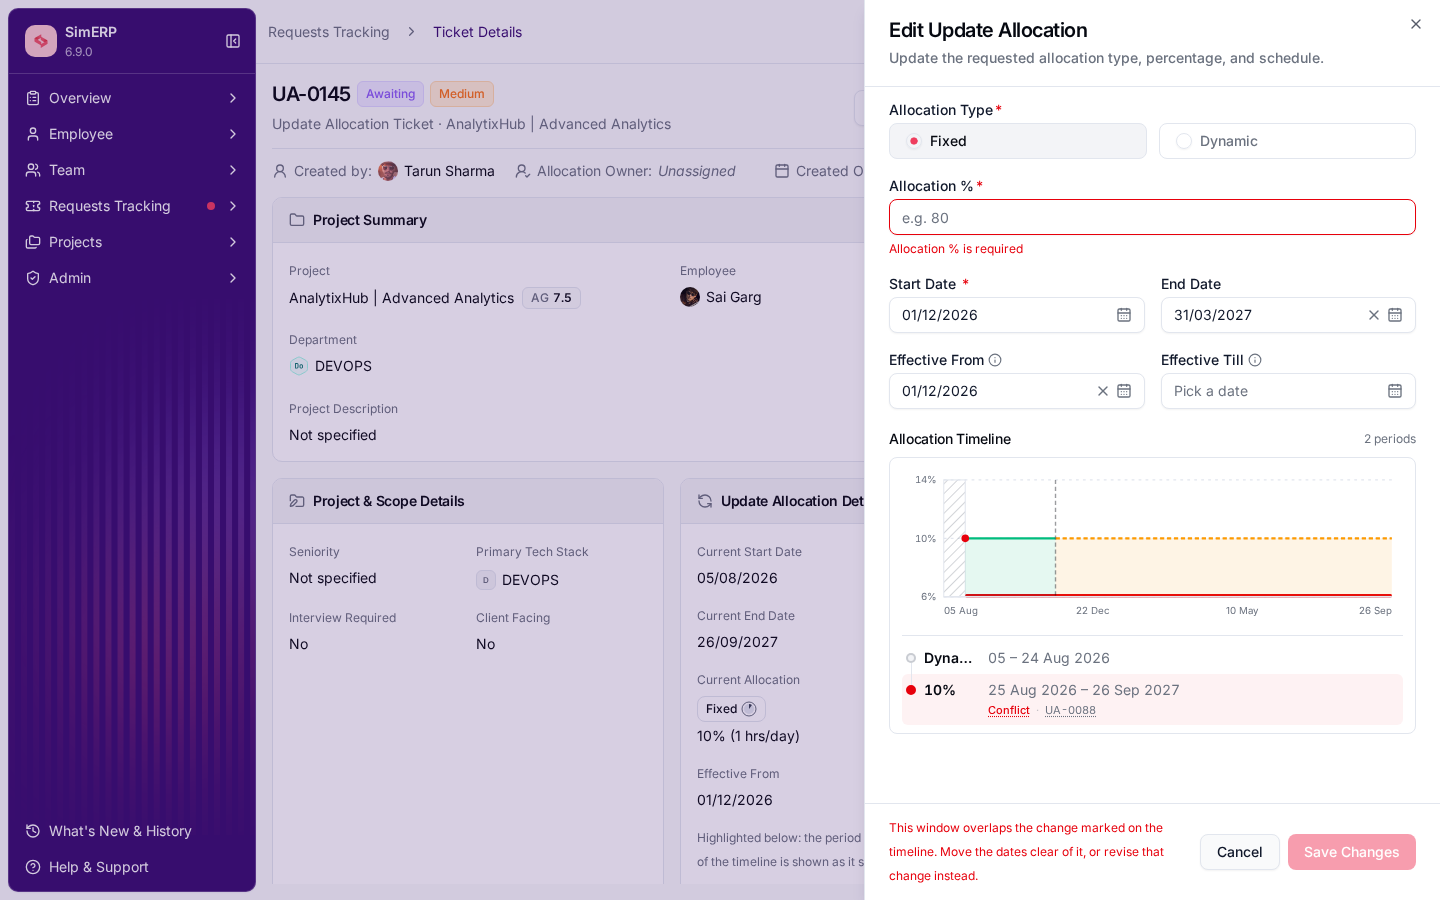 SimERP
6.9.0
Overview
Employee
Team
Requests Tracking
Projects
Admin
What's New & History
Help & Support
Requests Tracking
Ticket Details
UA-0145 Awaiting Medium
Update Allocation Ticket · AnalytixHub | Advanced Analytics
Created by: Tarun Sharma Allocation Owner: Unassigned Created O
Project Summary
Project
AnalytixHub | Advanced Analytics AG 7.5
Employee
Sai Garg
Department
Do DEVOPS
Project Description
Not specified
Project & Scope Details
Seniority
Not specified
Primary Tech Stack
D DEVOPS
Interview Required
No
Client Facing
No
Update Allocation Det
Current Start Date
05/08/2026
Current End Date
26/09/2027
Current Allocation
Fixed
10% (1 hrs/day)
Effective From
01/12/2026
Highlighted below: the period
of the timeline is shown as it s
Edit Update Allocation
Update the requested allocation type, percentage, and schedule.
Allocation Type *
Fixed
Dynamic
Allocation % *
e.g. 80
Allocation % is required
Start Date *
01/12/2026
End Date
31/03/2027
Effective From
01/12/2026
Effective Till
Pick a date
Allocation Timeline
2 periods
14%
10%
6%
05 Aug 22 Dec 10 May 26 Sep
Dyna... 05 – 24 Aug 2026
10% 25 Aug 2026 – 26 Sep 2027
Conflict · UA-0088
This window overlaps the change marked on the
timeline. Move the dates clear of it, or revise that
change instead.
Cancel
Save Changes